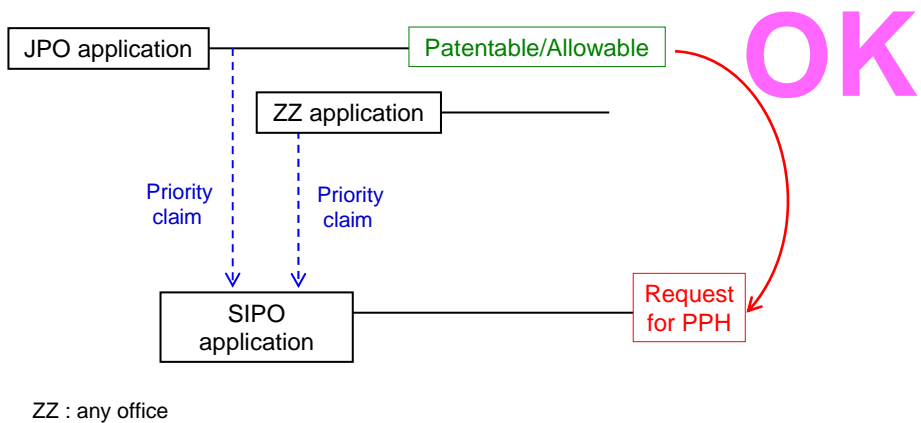 JPO application
Patentable/Allowable
OK
ZZ application
Priority
claim
Priority
claim
SIPO
application
Request
for PPH
ZZ : any office